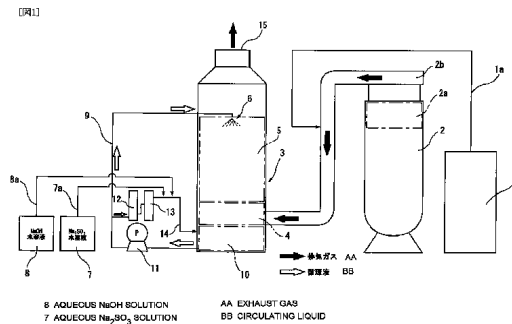 [図1]
15
2b
1a
6
2a
9
5
2
3
8a
7a
12
13
4
14
NaOH
水溶液
Na₂SO₃
水溶液
P
10
8
7
11
排気ガス AA
循環液 BB
8 AQUEOUS NaOH SOLUTION
7 AQUEOUS Na₂SO₃ SOLUTION
AA EXHAUST GAS
BB CIRCULATING LIQUID